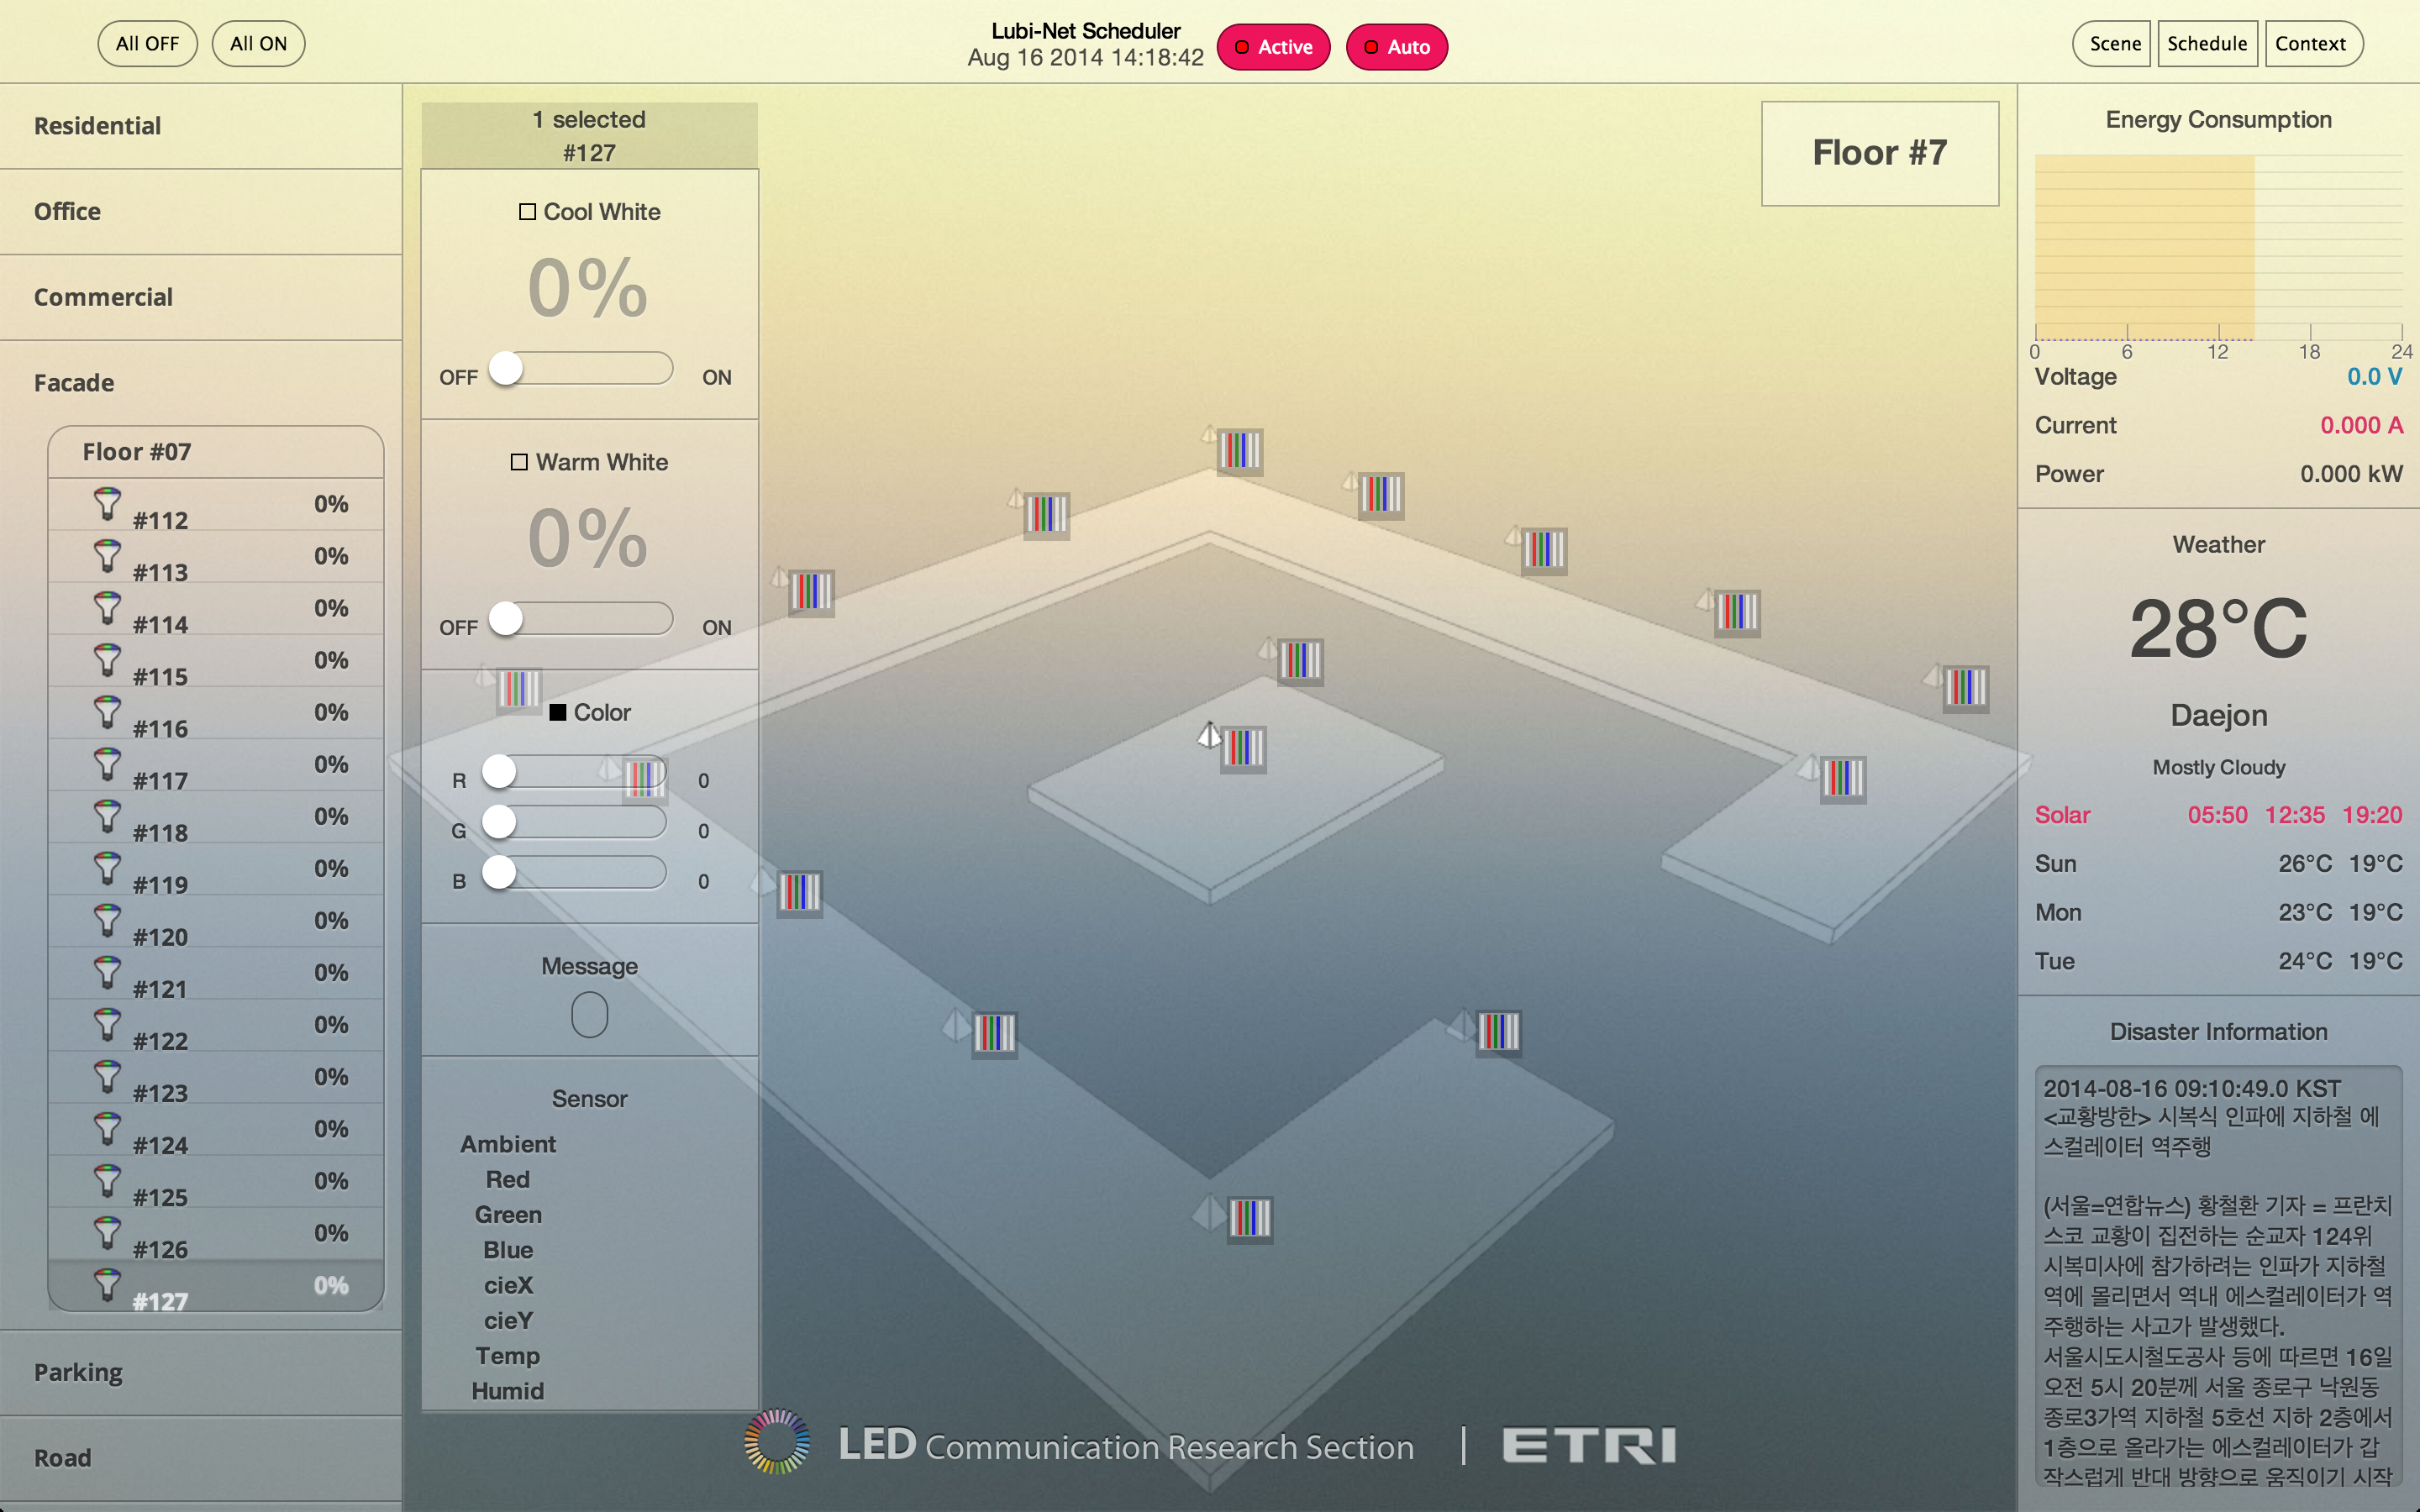 All OFF
All ON
Lubi-Net Scheduler
Aug 16 2014 14:18:42
Active
Auto
Scene
Schedule
Context
Residential
Office
Commercial
Facade
Floor #07
#112 0%
#113 0%
#114 0%
#115 0%
#116 0%
#117 0%
#118 0%
#119 0%
#120 0%
#121 0%
#122 0%
#123 0%
#124 0%
#125 0%
#126 0%
#127 0%
Parking
Road
1 selected
#127
Cool White
0%
OFF ON
Warm White
0%
OFF ON
Color
R 0
G 0
B 0
Message
Sensor
Ambient
Red
Green
Blue
cieX
cieY
Temp
Humid
Floor #7
LED Communication Research Section | ETRI
Energy Consumption
0 6 12 18 24
Voltage 0.0 V
Current 0.000 A
Power 0.000 kW
Weather
28°C
Daejon
Mostly Cloudy
Solar 05:50 12:35 19:20
Sun 26°C 19°C
Mon 23°C 19°C
Tue 24°C 19°C
Disaster Information
2014-08-16 09:10:49.0 KST
<교황방한> 시복식 인파에 지하철 에
스컬레이터 역주행
(서울=연합뉴스) 황철환 기자 = 프란치
스코 교황이 집전하는 순교자 124위
시복미사에 참가하려는 인파가 지하철
역에 몰리면서 역내 에스컬레이터가 역
주행하는 사고가 발생했다.
서울시도시철도공사 등에 따르면 16일
오전 5시 20분께 서울 종로구 낙원동
종로3가역 지하철 5호선 지하 2층에서
1층으로 올라가는 에스컬레이터가 갑
작스럽게 반대 방향으로 움직이기 시작